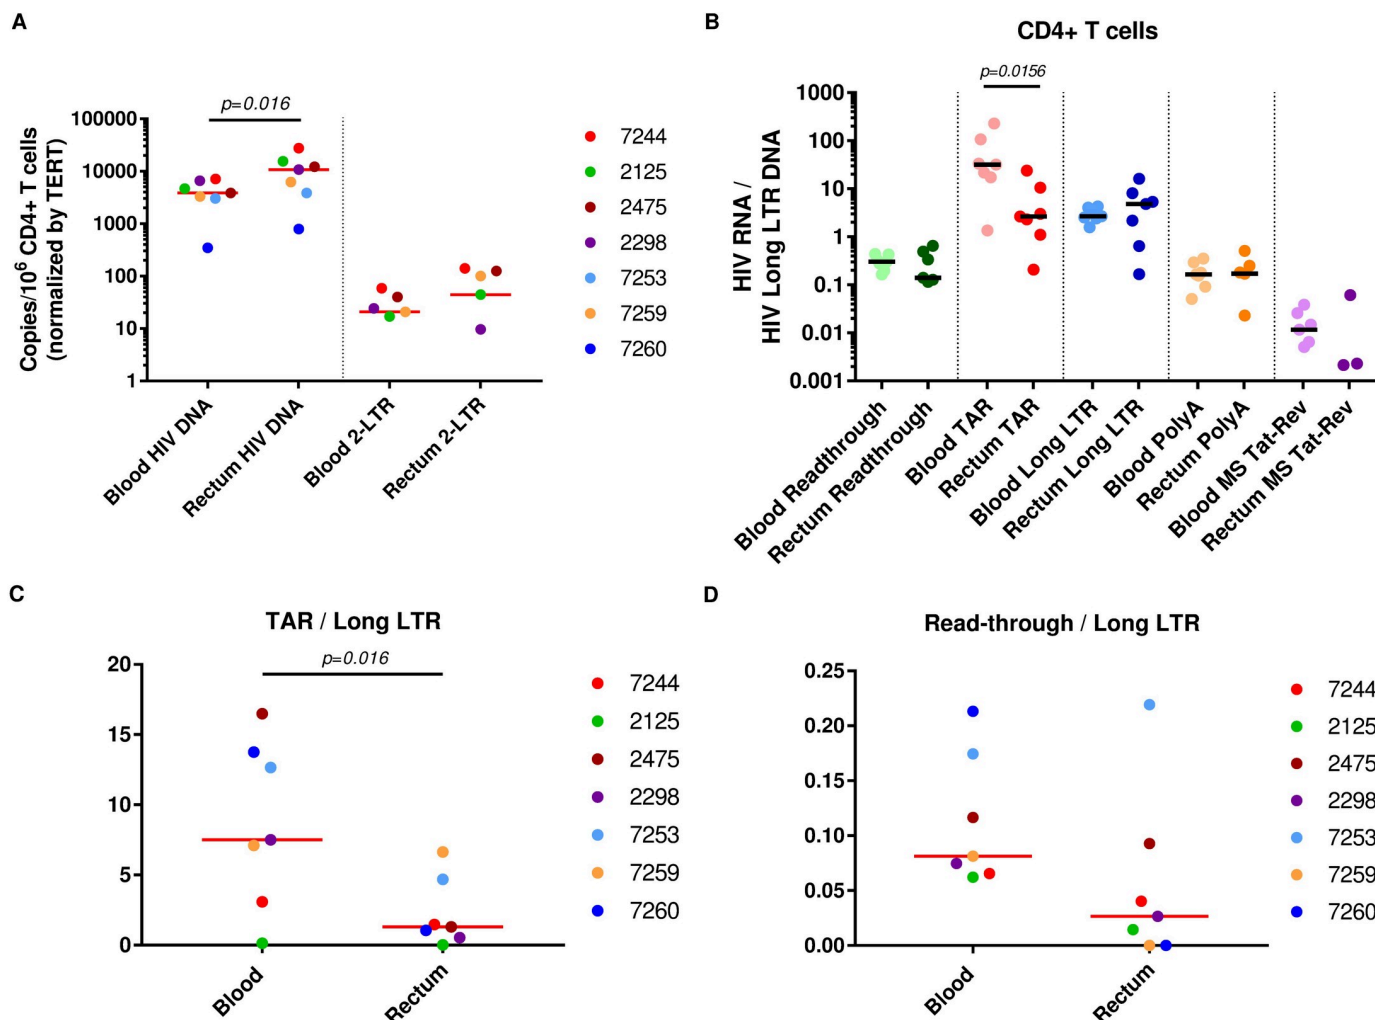 A
p=0.016
Copies/10⁶ CD4+ T cells
(normalized by TERT)
100000
10000
1000
100
10
1
Blood HIV DNA
Rectum HIV DNA
Blood 2-LTR
Rectum 2-LTR
7244
2125
2475
2298
7253
7259
7260
B
CD4+ T cells
p=0.0156
HIV RNA /
HIV Long LTR DNA
1000
100
10
1
0.1
0.01
0.001
Blood Readthrough
Rectum Readthrough
Blood TAR
Rectum TAR
Blood Long LTR
Rectum Long LTR
Blood PolyA
Rectum PolyA
Blood MS Tat-Rev
Rectum MS Tat-Rev
C
TAR / Long LTR
p=0.016
20
15
10
5
0
Blood
Rectum
7244
2125
2475
2298
7253
7259
7260
D
Read-through / Long LTR
0.25
0.20
0.15
0.10
0.05
0.00
Blood
Rectum
7244
2125
2475
2298
7253
7259
7260